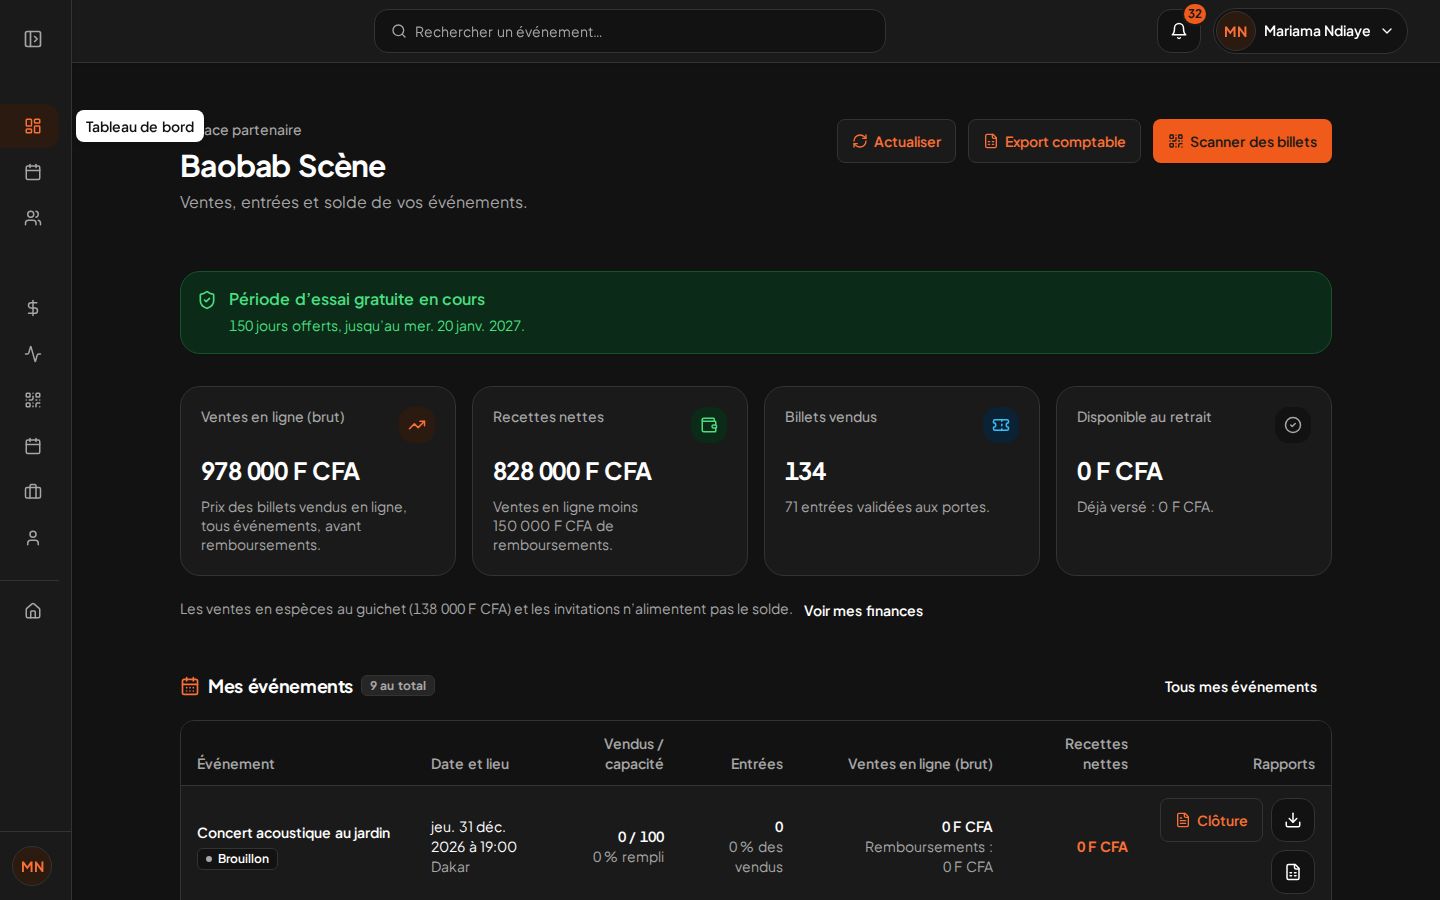 Rechercher un événement...
32
MN
Mariama Ndiaye
Tableau de bord
ace partenaire
Baobab Scène
Ventes, entrées et solde de vos événements.
Actualiser
Export comptable
Scanner des billets
Période d’essai gratuite en cours
150 jours offerts, jusqu’au mer. 20 janv. 2027.
Ventes en ligne (brut)
978 000 F CFA
Prix des billets vendus en ligne,
tous événements, avant
remboursements.
Recettes nettes
828 000 F CFA
Ventes en ligne moins
150 000 F CFA de
remboursements.
Billets vendus
134
71 entrées validées aux portes.
Disponible au retrait
0 F CFA
Déjà versé : 0 F CFA.
Les ventes en espèces au guichet (138 000 F CFA) et les invitations n’alimentent pas le solde.
Voir mes finances
Mes événements
9 au total
Tous mes événements
Événement
Date et lieu
Vendus /
capacité
Entrées
Ventes en ligne (brut)
Recettes
nettes
Rapports
Concert acoustique au jardin
Brouillon
jeu. 31 déc.
2026 à 19:00
Dakar
0 / 100
0 % rempli
0
0 % des
vendus
0 F CFA
Remboursements :
0 F CFA
0 F CFA
Clôture
MN